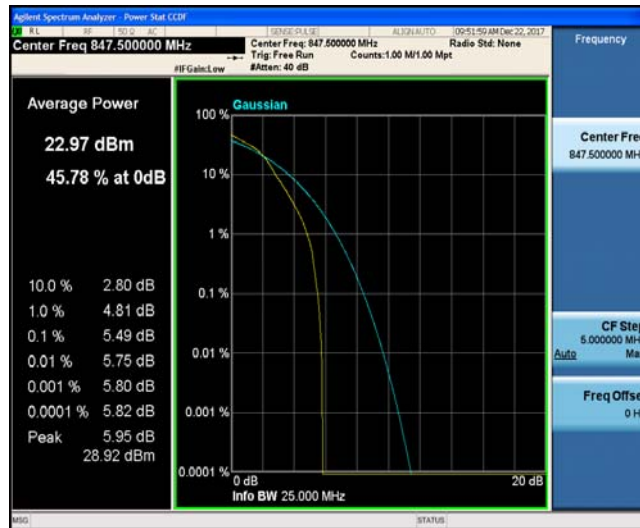 Agilent Spectrum Analyzer - Power Stat CCDF
RL RF 50 Ω AC SENSE:PULSE ALIGN AUTO 09:51:59 AM Dec 22, 2017
Center Freq 847.500000 MHz
Center Freq: 847.500000 MHz
Radio Std: None
Trig: Free Run
Counts:1.00 M/1.00 Mpt
#IFGain:Low
#Atten: 40 dB
Average Power
22.97 dBm
45.78 % at 0dB
10.0 % 2.80 dB
1.0 % 4.81 dB
0.1 % 5.49 dB
0.01 % 5.75 dB
0.001 % 5.80 dB
0.0001 % 5.82 dB
Peak 5.95 dB
28.92 dBm
Gaussian
100 %
10 %
1 %
0.1 %
0.01 %
0.001 %
0.0001 %
0 dB
20 dB
Info BW 25.000 MHz
Frequency
Center Fre
847.500000 MH
CF Ste
5.000000 MH
Auto Ma
Freq Offse
0 H
MSG
STATUS